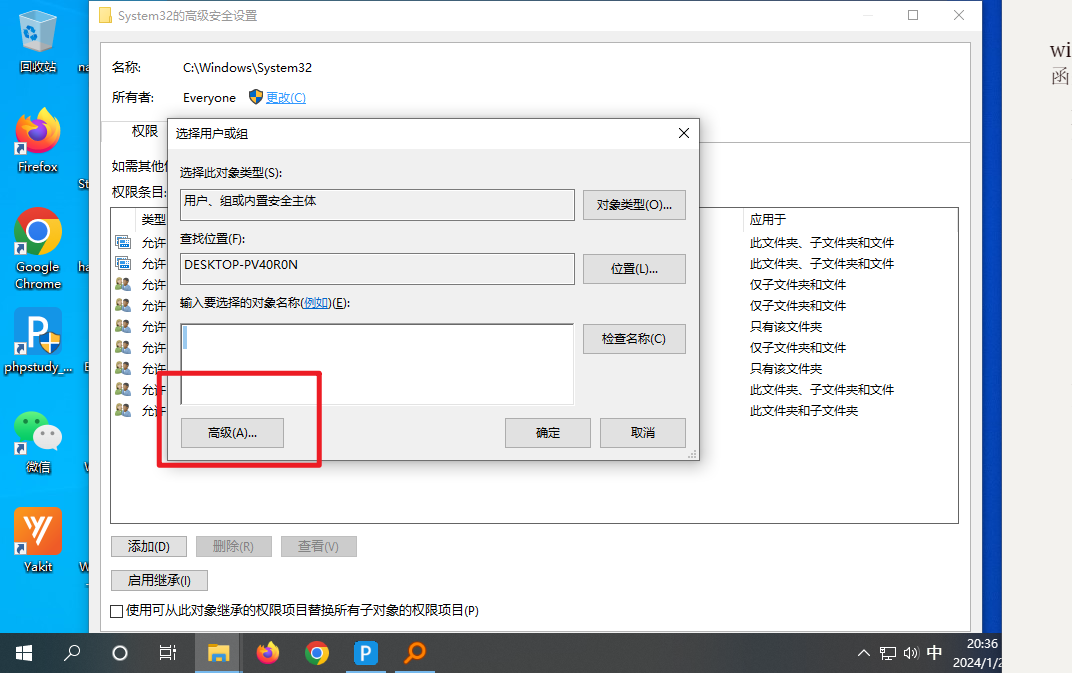 System32的高级安全设置
名称: C:\Windows\System32
所有者: Everyone 更改(C)
权限
选择用户或组
如需其他
权限条目:
选择此对象类型(S):
用户、组或内置安全主体
对象类型(O)...
查找位置(F):
DESKTOP-PV40R0N
位置(L)...
输入要选择的对象名称(例如)(E):
检查名称(C)
高级(A)...
确定
取消
类型
应用于
允许 此文件夹、子文件夹和文件
允许 此文件夹、子文件夹和文件
允许 仅子文件夹和文件
允许 仅子文件夹和文件
允许 只有该文件夹
允许 仅子文件夹和文件
允许 只有该文件夹
允许 此文件夹、子文件夹和文件
允许 此文件夹和子文件夹
添加(D)
删除(R)
查看(V)
启用继承(I)
使用可从此对象继承的权限项目替换所有子对象的权限项目(P)
回收站
na
Firefox
St
Google
Chrome
ha
phpstudy_...
微信
Yakit
中
20:36
2024/1/2
wi
函